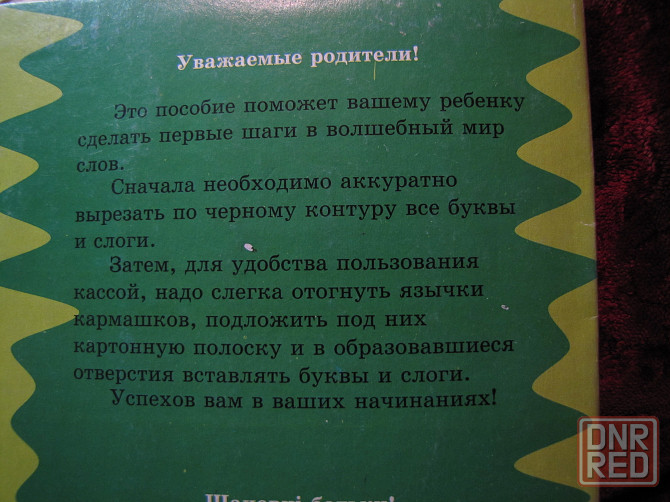 Уважаемые родители!
Это пособие поможет вашему ребенку
сделать первые шаги в волшебный мир
слов.
Сначала необходимо аккуратно
вырезать по черному контуру все буквы
и слоги.
Затем, для удобства пользования
кассой, надо слегка отогнуть язычки
кармашков, подложить под них
картонную полоску и в образовавшиеся
отверстия вставлять буквы и слоги.
Успехов вам в ваших начинаниях!
Шановні батьки!
DNR
RED